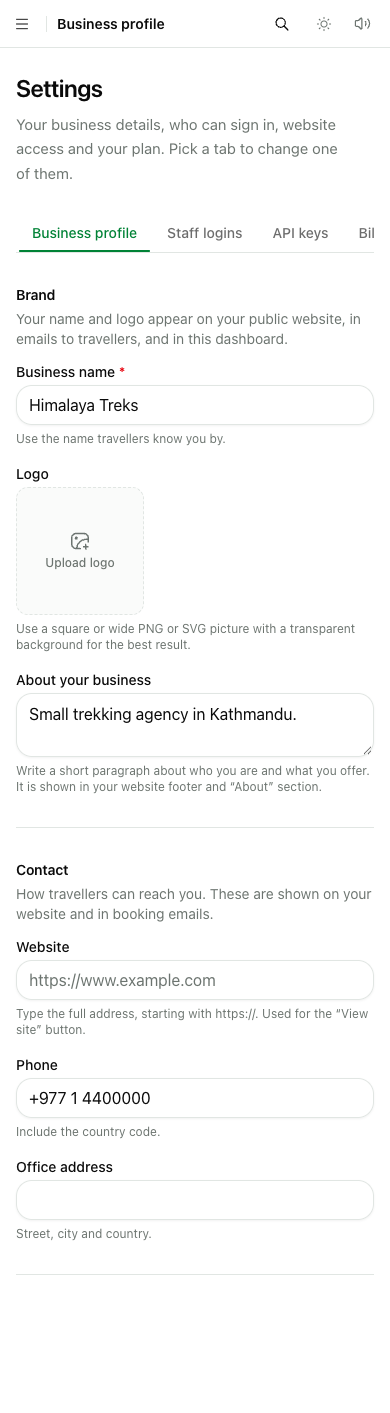 Business profile
Settings
Your business details, who can sign in, website
access and your plan. Pick a tab to change one
of them.
Business profile Staff logins API keys Bil
Brand
Your name and logo appear on your public website, in
emails to travellers, and in this dashboard.
Business name *
Himalaya Treks
Use the name travellers know you by.
Logo
Upload logo
Use a square or wide PNG or SVG picture with a transparent
background for the best result.
About your business
Small trekking agency in Kathmandu.
Write a short paragraph about who you are and what you offer.
It is shown in your website footer and “About” section.
Contact
How travellers can reach you. These are shown on your
website and in booking emails.
Website
https://www.example.com
Type the full address, starting with https://. Used for the “View
site” button.
Phone
+977 1 4400000
Include the country code.
Office address
Street, city and country.